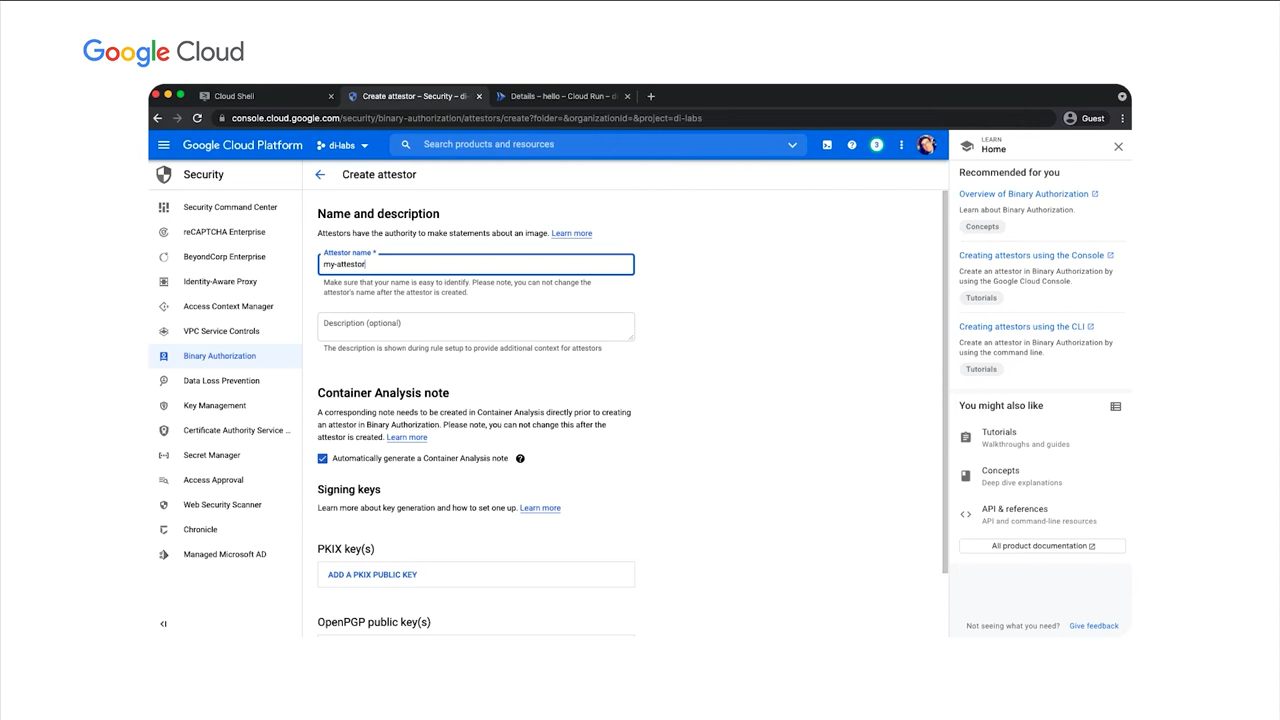 Google Cloud
Cloud Shell
Create attestor – Security – di-
Details – hello – Cloud Run – d
console.cloud.google.com/security/binary-authorization/attestors/create?folder=&organizationId=&project=di-labs
Guest
Google Cloud Platform
di-labs
Search products and resources
3
LEARN
Home
Security
Security Command Center
reCAPTCHA Enterprise
BeyondCorp Enterprise
Identity-Aware Proxy
Access Context Manager
VPC Service Controls
Binary Authorization
Data Loss Prevention
Key Management
Certificate Authority Service ...
Secret Manager
Access Approval
Web Security Scanner
Chronicle
Managed Microsoft AD
Create attestor
Name and description
Attestors have the authority to make statements about an image. Learn more
Attestor name *
my-attestor
Make sure that your name is easy to identify. Please note, you can not change the
attestor's name after the attestor is created.
Description (optional)
The description is shown during rule setup to provide additional context for attestors
Container Analysis note
A corresponding note needs to be created in Container Analysis directly prior to creating
an attestor in Binary Authorization. Please note, you can not change this after the
attestor is created. Learn more
Automatically generate a Container Analysis note
Signing keys
Learn more about key generation and how to set one up. Learn more
PKIX key(s)
ADD A PKIX PUBLIC KEY
OpenPGP public key(s)
Recommended for you
Overview of Binary Authorization
Learn about Binary Authorization.
Concepts
Creating attestors using the Console
Create an attestor in Binary Authorization by
using the Google Cloud Console.
Tutorials
Creating attestors using the CLI
Create an attestor in Binary Authorization by
using the command line.
Tutorials
You might also like
Tutorials
Walkthroughs and guides
Concepts
Deep dive explanations
API & references
API and command-line resources
All product documentation
Not seeing what you need? Give feedback